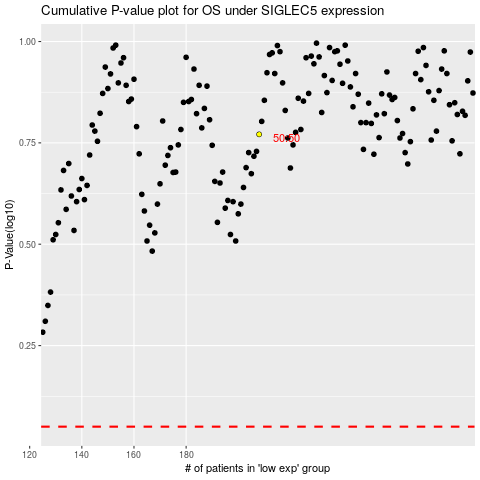 Cumulative P-value plot for OS under SIGLEC5 expression
1.00
0.75
0.50
0.25
P-Value(log10)
50:50
120 140 160 180
# of patients in 'low exp' group